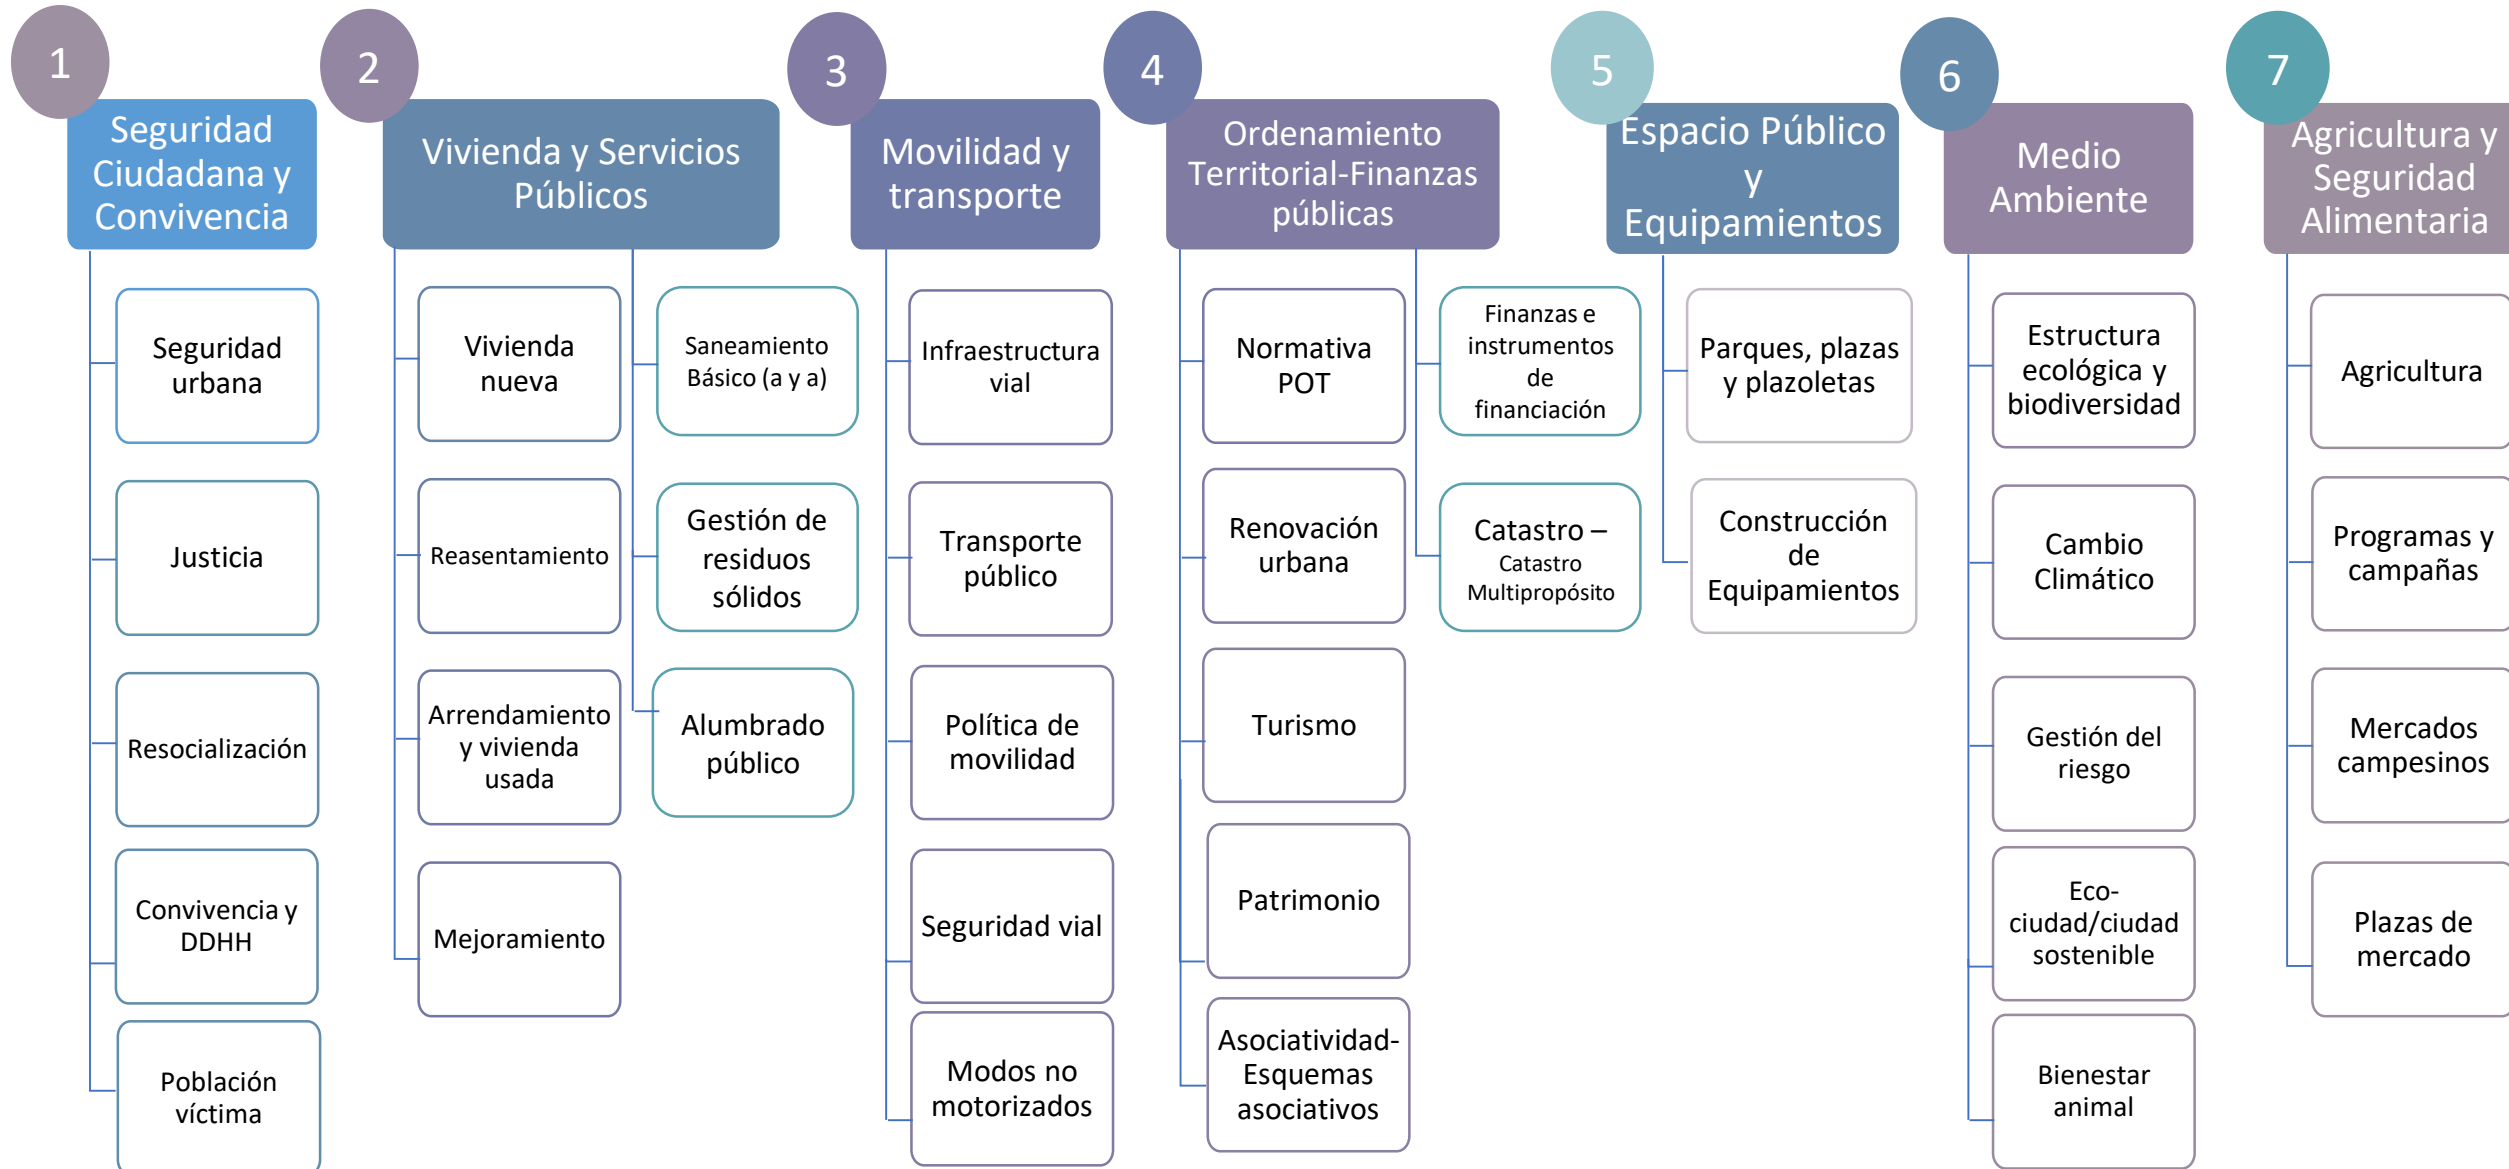 1
Seguridad
Ciudadana y
Convivencia
Seguridad
urbana
Justicia
Resocialización
Convivencia y
DDHH
Población
víctima
2
Vivienda y Servicios
Públicos
Vivienda
nueva
Reasentamiento
Arrendamiento
y vivienda
usada
Mejoramiento
Saneamiento
Básico (a y a)
Gestión de
residuos
sólidos
Alumbrado
público
3
Movilidad y
transporte
Infraestructura
vial
Transporte
público
Política de
movilidad
Seguridad vial
Modos no
motorizados
4
Ordenamiento
Territorial-Finanzas
públicas
Normativa
POT
Renovación
urbana
Turismo
Patrimonio
Asociatividad-
Esquemas
asociativos
Finanzas e
instrumentos
de
financiación
Catastro –
Catastro
Multipropósito
5
Espacio Público
y
Equipamientos
Parques, plazas
y plazoletas
Construcción
de
Equipamientos
6
Medio
Ambiente
Estructura
ecológica y
biodiversidad
Cambio
Climático
Gestión del
riesgo
Eco-
ciudad/ciudad
sostenible
Bienestar
animal
7
Agricultura y
Seguridad
Alimentaria
Agricultura
Programas y
campañas
Mercados
campesinos
Plazas de
mercado